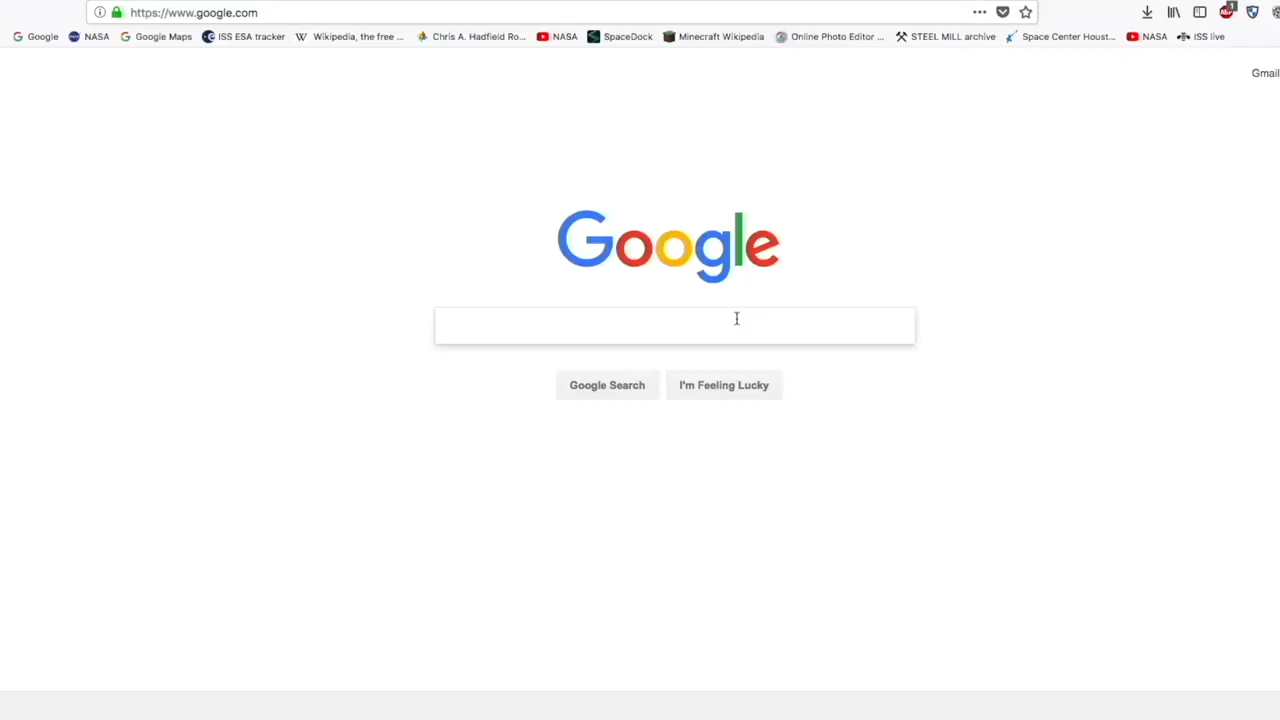 https://www.google.com
Google NASA Google Maps ISS ESA tracker Wikipedia, the free ... Chris A. Hadfield Ro... NASA SpaceDock Minecraft Wikipedia Online Photo Editor ... STEEL MILL archive Space Center Houst... NASA ISS live
Gmail
Google
Google Search I'm Feeling Lucky